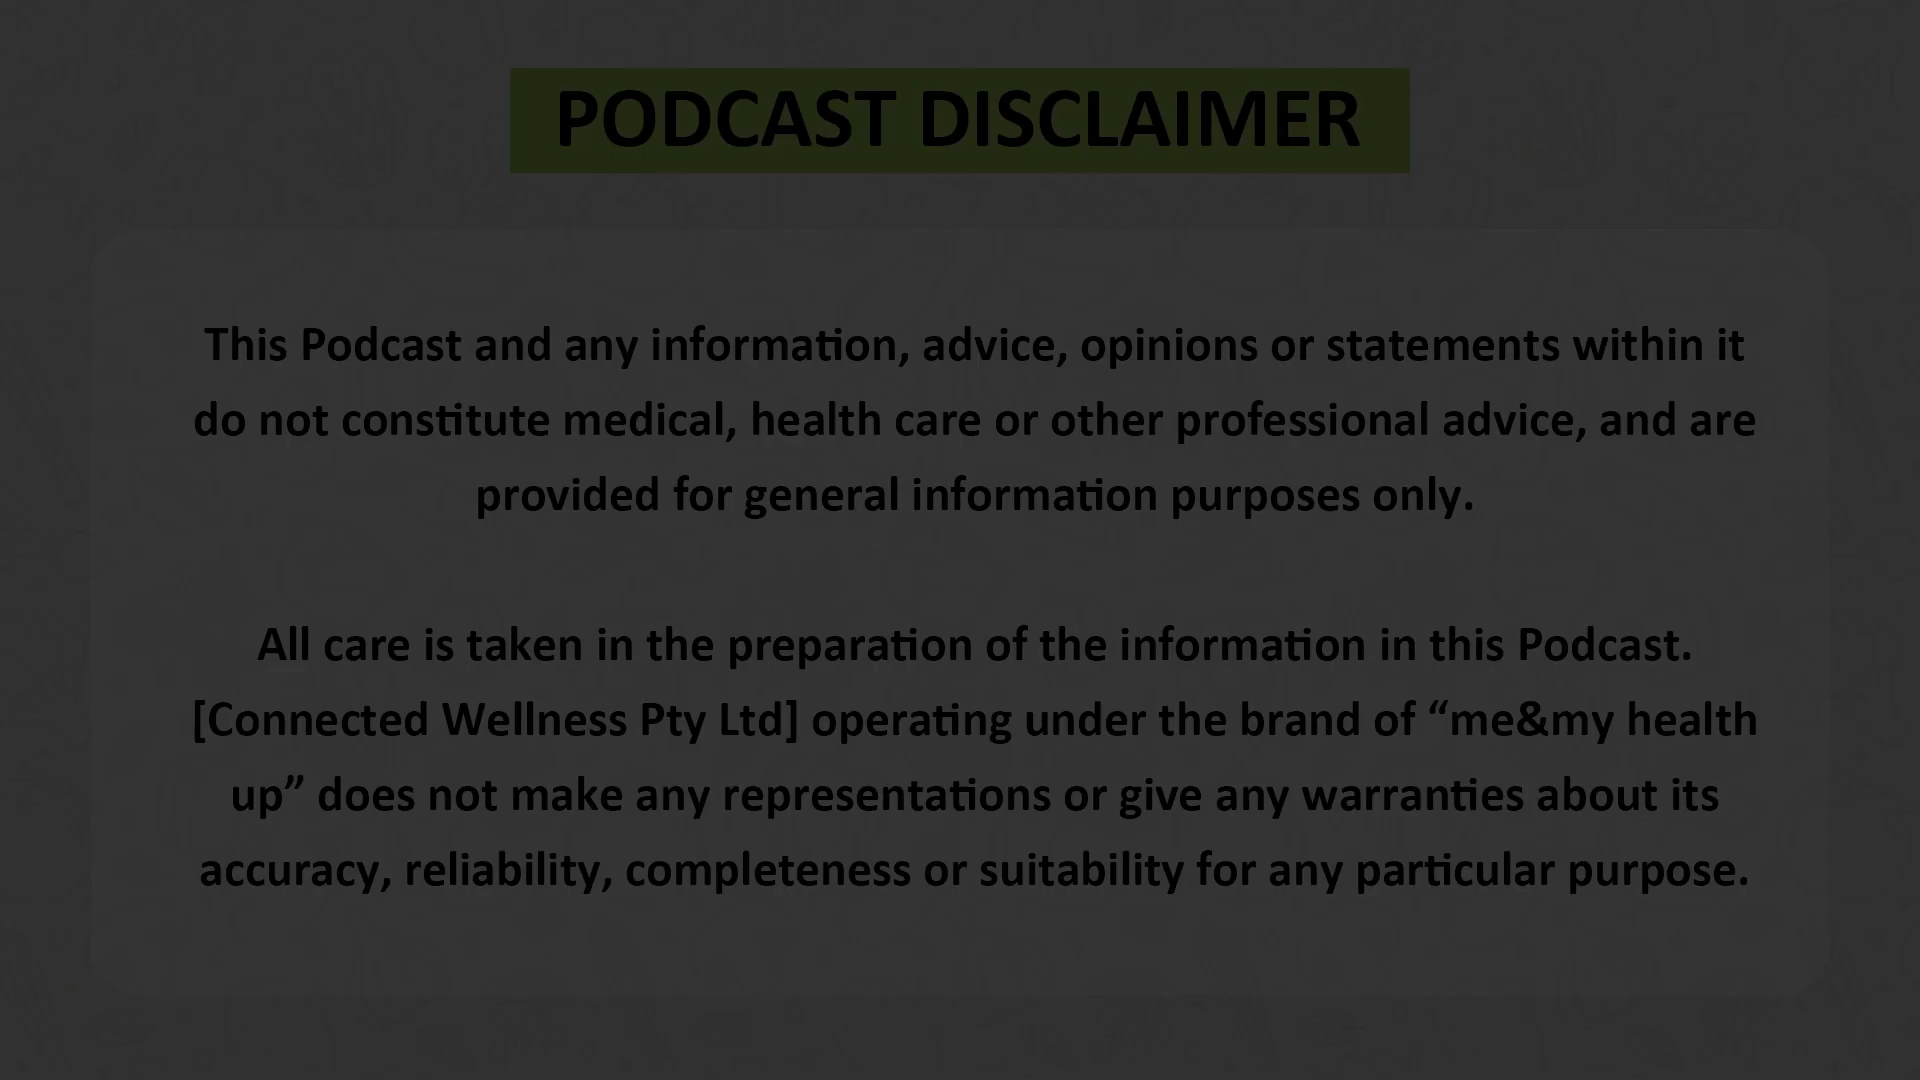 PODCAST DISCLAIMER
This Podcast and any information, advice, opinions or statements within it
do not constitute medical, health care or other professional advice, and are
provided for general information purposes only.
All care is taken in the preparation of the information in this Podcast.
[Connected Wellness Pty Ltd] operating under the brand of “me&my health
up” does not make any representations or give any warranties about its
accuracy, reliability, completeness or suitability for any particular purpose.